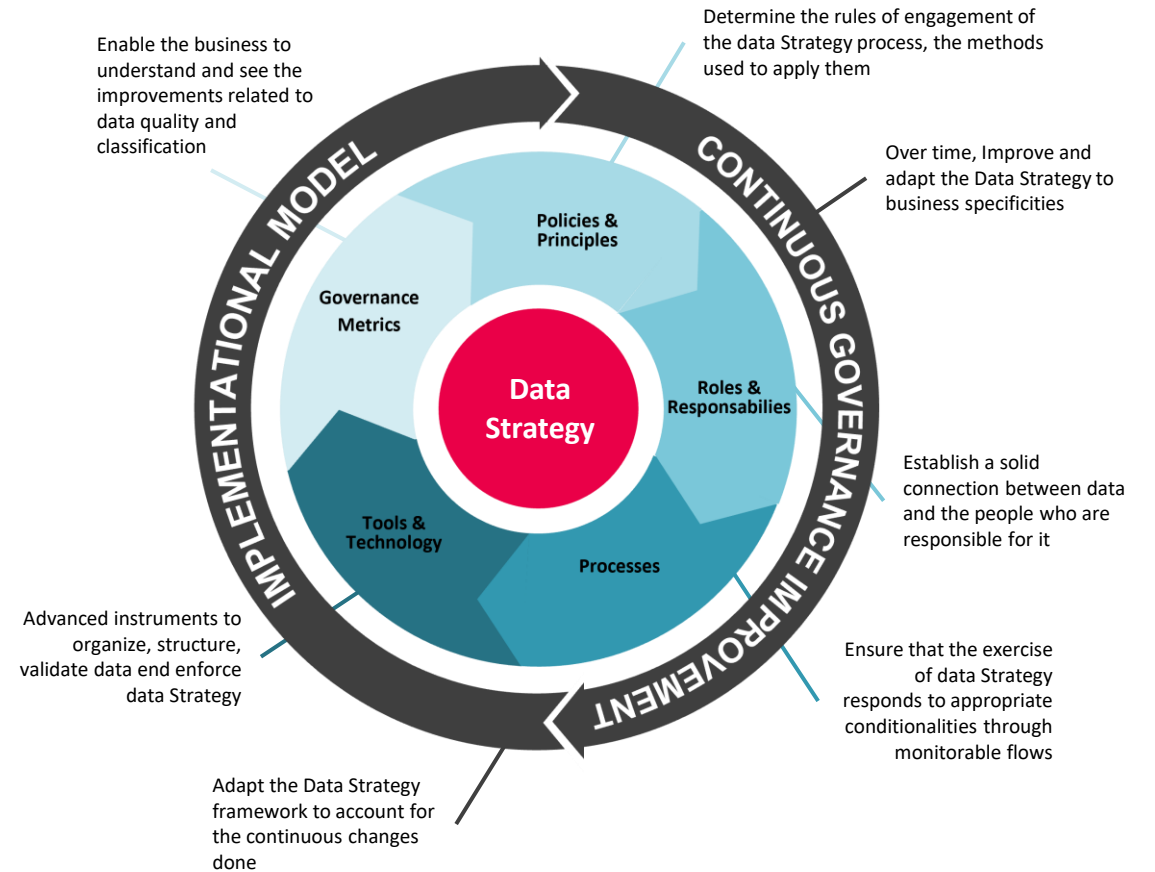 Determine the rules of engagement of
the data Strategy process, the methods
used to apply them
Enable the business to
understand and see the
improvements related to
data quality and
classification
Over time, Improve and
adapt the Data Strategy to
business specificities
IMPLEMENTATIONAL MODEL
CONTINUOUS GOVERNANCE IMPROVEMENT
Policies &
Principles
Governance
Metrics
Roles &
Responsabilies
Data
Strategy
Tools &
Technology
Processes
Establish a solid
connection between data
and the people who are
responsible for it
Advanced instruments to
organize, structure,
validate data end enforce
data Strategy
Ensure that the exercise
of data Strategy
responds to appropriate
conditionalities through
monitorable flows
Adapt the Data Strategy
framework to account for
the continuous changes
done